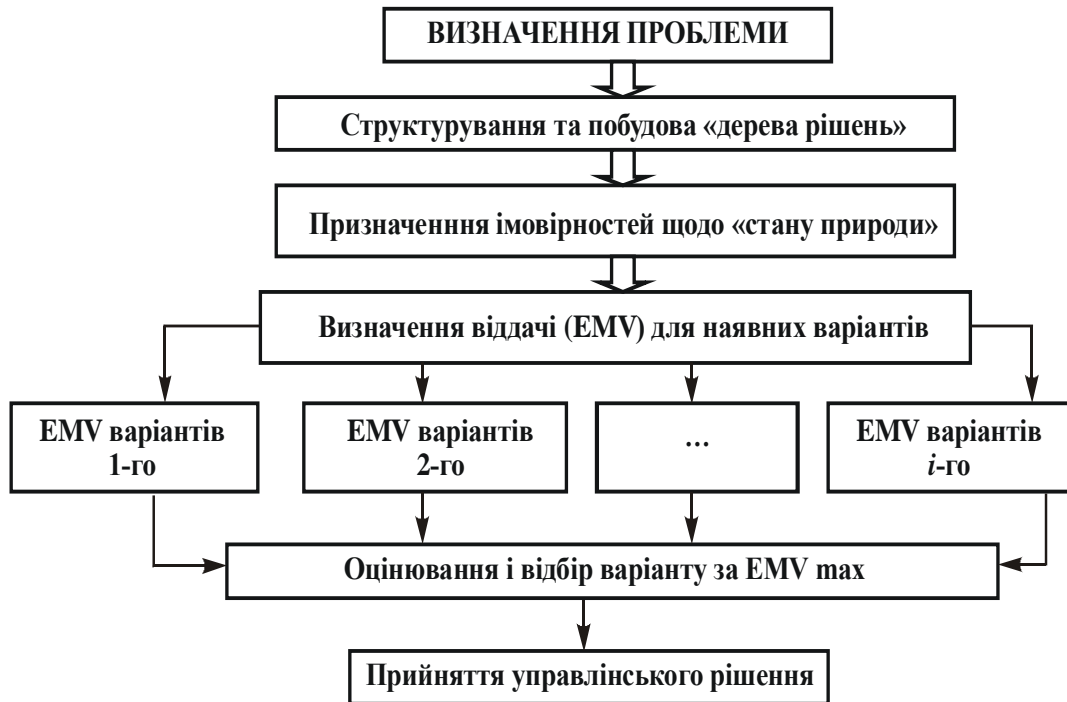 ВИЗНАЧЕННЯ ПРОБЛЕМИ
Структурування та побудова «дерева рішень»
Призначенння імовірностей щодо «стану природи»
Визначення віддачі (EMV) для наявних варіантів
EMV варіантів
1-го
EMV варіантів
2-го
...
EMV варіантів
i-го
Оцінювання і відбір варіанту за EMV max
Прийняття управлінського рішення